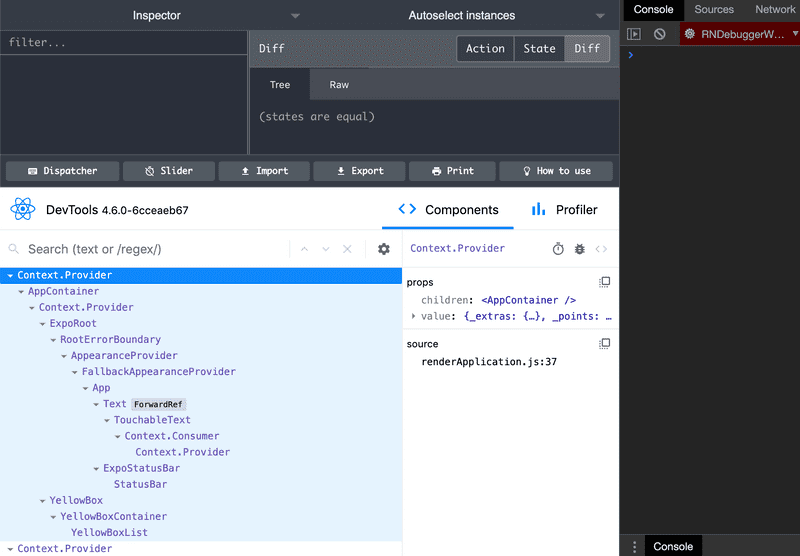 Inspector
Autoselect instances
filter...
Diff
Action State Diff
Tree Raw
(states are equal)
Dispatcher Slider Import Export Print How to use
DevTools 4.6.0-6cceaeb67
Components
Profiler
Search (text or /regex/)
Context.Provider
AppContainer
Context.Provider
ExpoRoot
RootErrorBoundary
AppearanceProvider
FallbackAppearanceProvider
App
Text ForwardRef
TouchableText
Context.Consumer
Context.Provider
ExpoStatusBar
StatusBar
YellowBox
YellowBoxContainer
YellowBoxList
Context.Provider
Context.Provider
props
children: <AppContainer />
value: {_extras: {…}, _points: …
source
renderApplication.js:37
Console Sources Network
RNDebuggerW…
Console